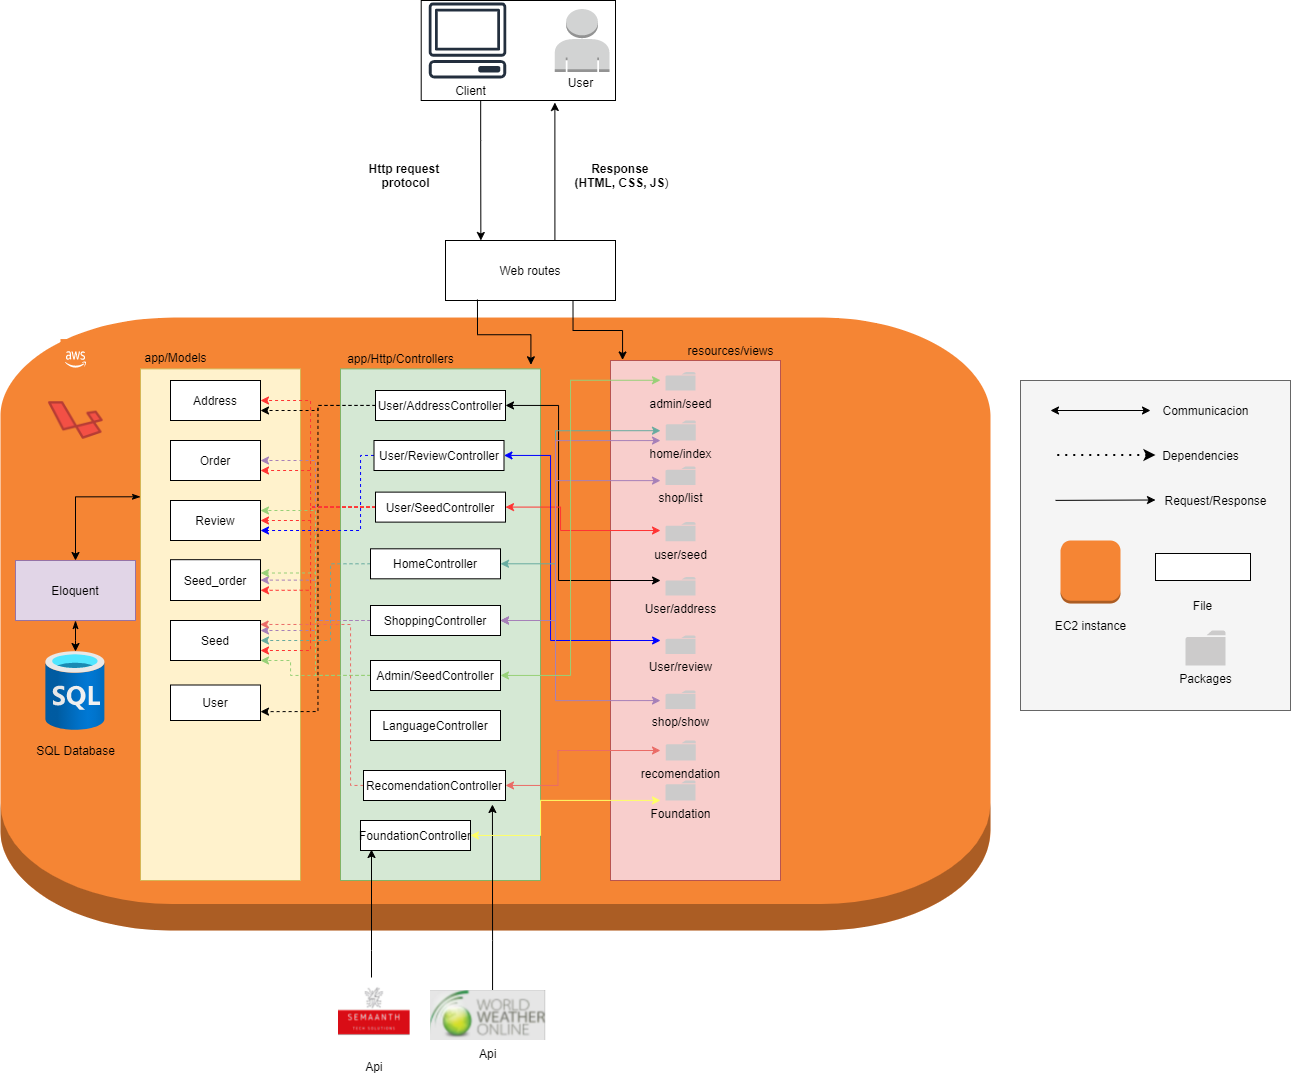 Client
User
Http request
protocol
Response
(HTML, CSS, JS)
Web routes
aws
app/Models
app/Http/Controllers
resources/views
Address
Order
Review
Seed_order
Seed
User
User/AddressController
User/ReviewController
User/SeedController
HomeController
ShoppingController
Admin/SeedController
LanguageController
RecomendationController
FoundationController
admin/seed
home/index
shop/list
user/seed
User/address
User/review
shop/show
recomendation
Foundation
Eloquent
SQL
SQL Database
Communicacion
Dependencies
Request/Response
EC2 instance
File
Packages
SEMAANTH
TECH SOLUTIONS
Api
WORLD
WEATHER
ONLINE
Api